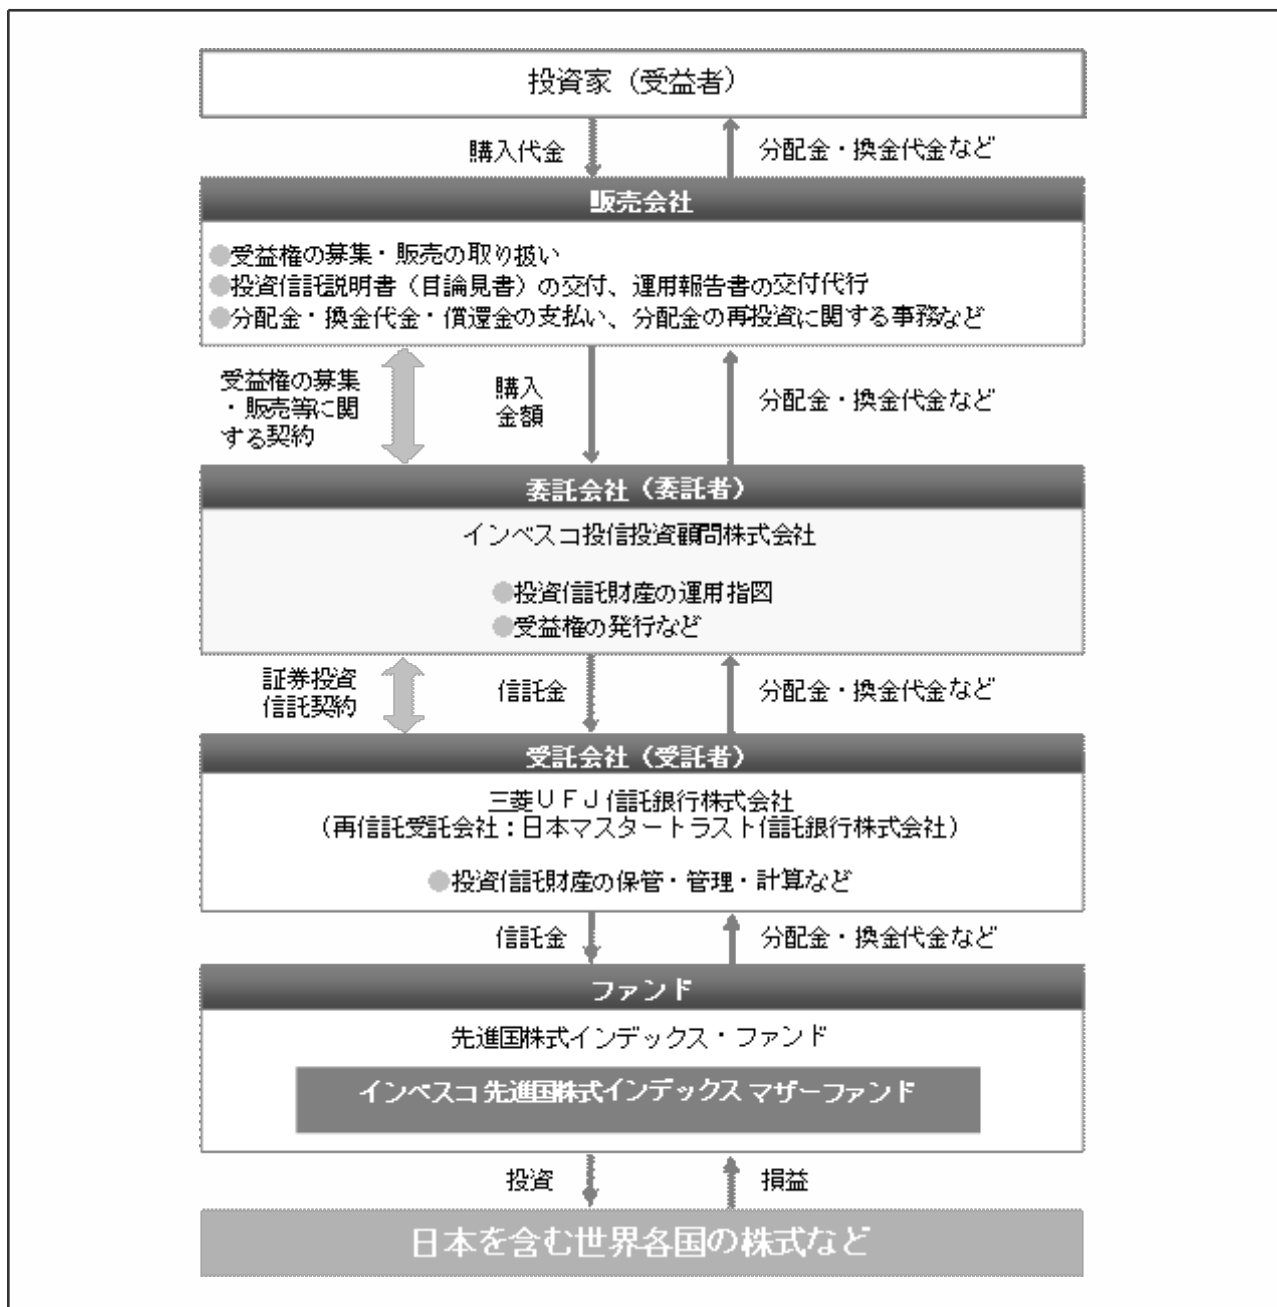 投資家（受益者）
購入代金
分配金・換金代金など
販売会社
●受益権の募集・販売の取り扱い
●投資信託説明書（目論見書）の交付、運用報告書の交付代行
●分配金・換金代金・償還金の支払い、分配金の再投資に関する事務など
受益権の募集
・販売等に関
する契約
購入
金額
分配金・換金代金など
委託会社（委託者）
インベスコ投信投資顧問株式会社
●投資信託財産の運用指図
●受益権の発行など
証券投資
信託契約
信託金
分配金・換金代金など
受託会社（受託者）
三菱ＵＦＪ信託銀行株式会社
（再信託受託会社：日本マスタートラスト信託銀行株式会社）
●投資信託財産の保管・管理・計算など
信託金
分配金・換金代金など
ファンド
先進国株式インデックス・ファンド
インベスコ 先進国株式インデックス マザーファンド
投資
損益
日本を含む世界各国の株式など